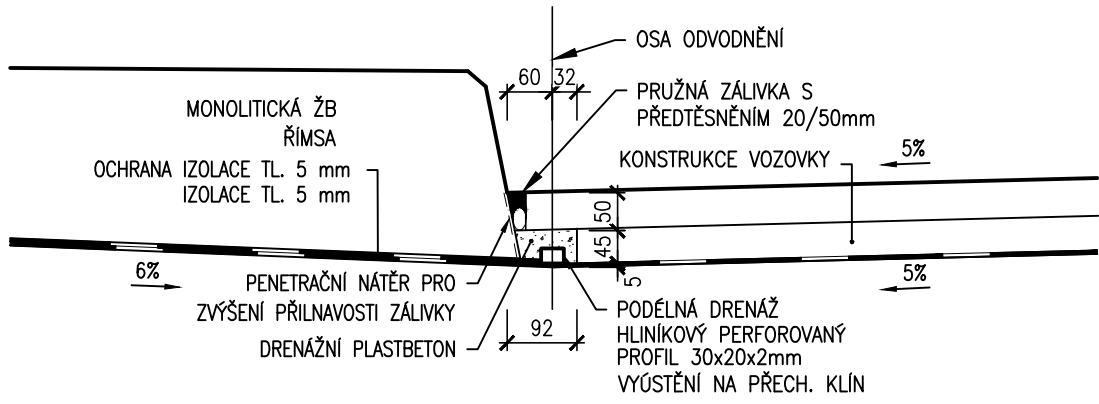 OSA ODVODNĚNÍ
60 32
PRUŽNÁ ZÁLIVKA S
PŘEDTĚSNĚNÍM 20/50mm
MONOLITICKÁ ŽB
ŘÍMSA
OCHRANA IZOLACE TL. 5 mm
IZOLACE TL. 5 mm
KONSTRUKCE VOZOVKY
5%
50
45
5
6%
5%
PENETRAČNÍ NÁTĚR PRO
ZVÝŠENÍ PŘILNAVOSTI ZÁLIVKY
DRENÁŽNÍ PLASTBETON
92
PODÉLNÁ DRENÁŽ
HLINÍKOVÝ PERFOROVANÝ
PROFIL 30x20x2mm
VYÚSTĚNÍ NA PŘECH. KLÍN